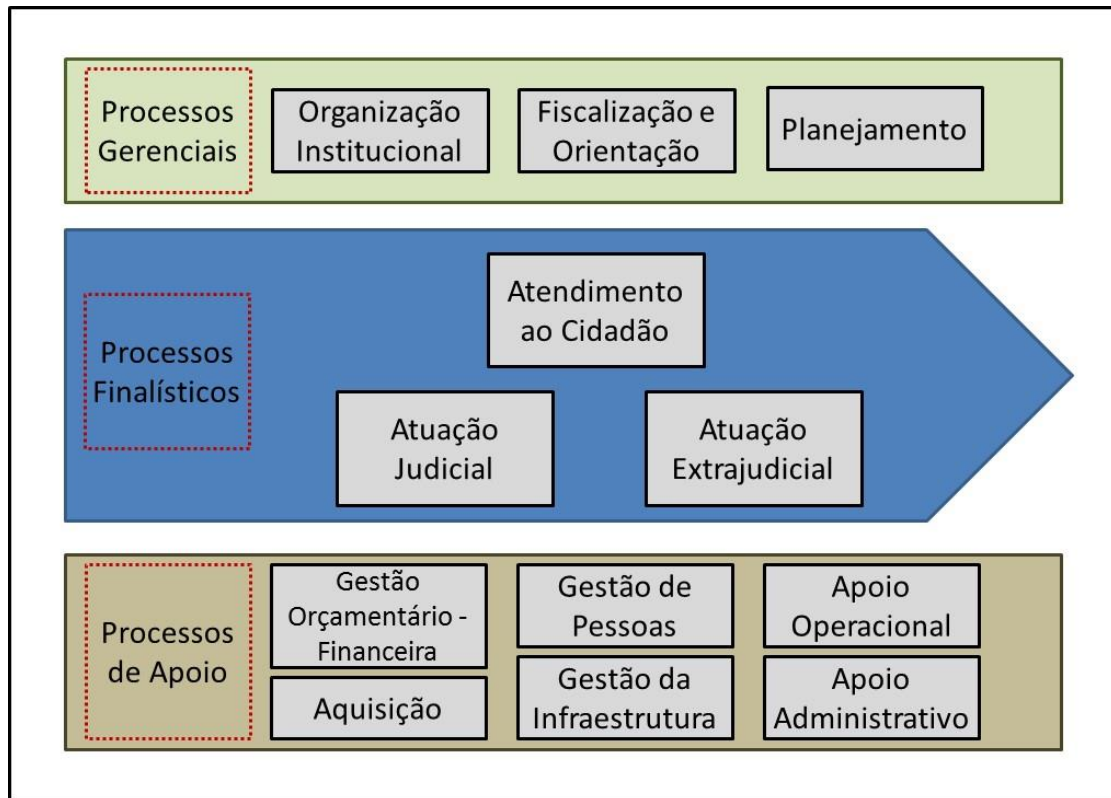 Processos
Gerenciais
Organização
Institucional
Fiscalização e
Orientação
Planejamento
Processos
Finalísticos
Atendimento
ao Cidadão
Atuação
Judicial
Atuação
Extrajudicial
Processos
de Apoio
Gestão
Orçamentário -
Financeira
Gestão de
Pessoas
Apoio
Operacional
Aquisição
Gestão da
Infraestrutura
Apoio
Administrativo